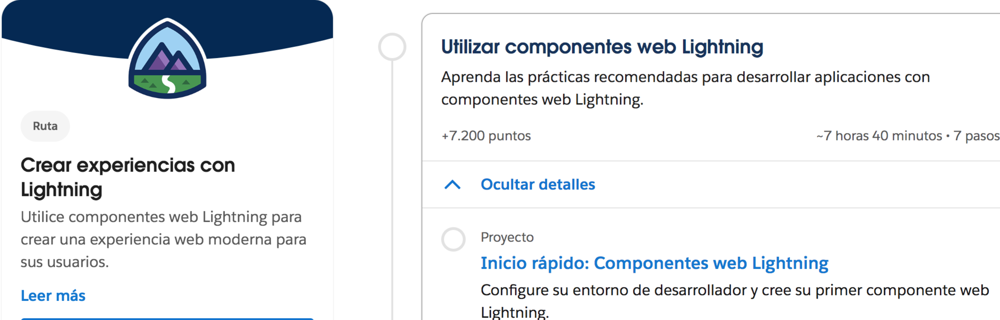 Ruta
Crear experiencias con
Lightning
Utilice componentes web Lightning para
crear una experiencia web moderna para
sus usuarios.
Leer más
Utilizar componentes web Lightning
Aprenda las prácticas recomendadas para desarrollar aplicaciones con
componentes web Lightning.
+7.200 puntos
~7 horas 40 minutos • 7 pasos
Ocultar detalles
Proyecto
Inicio rápido: Componentes web Lightning
Configure su entorno de desarrollador y cree su primer componente web
Lightning.